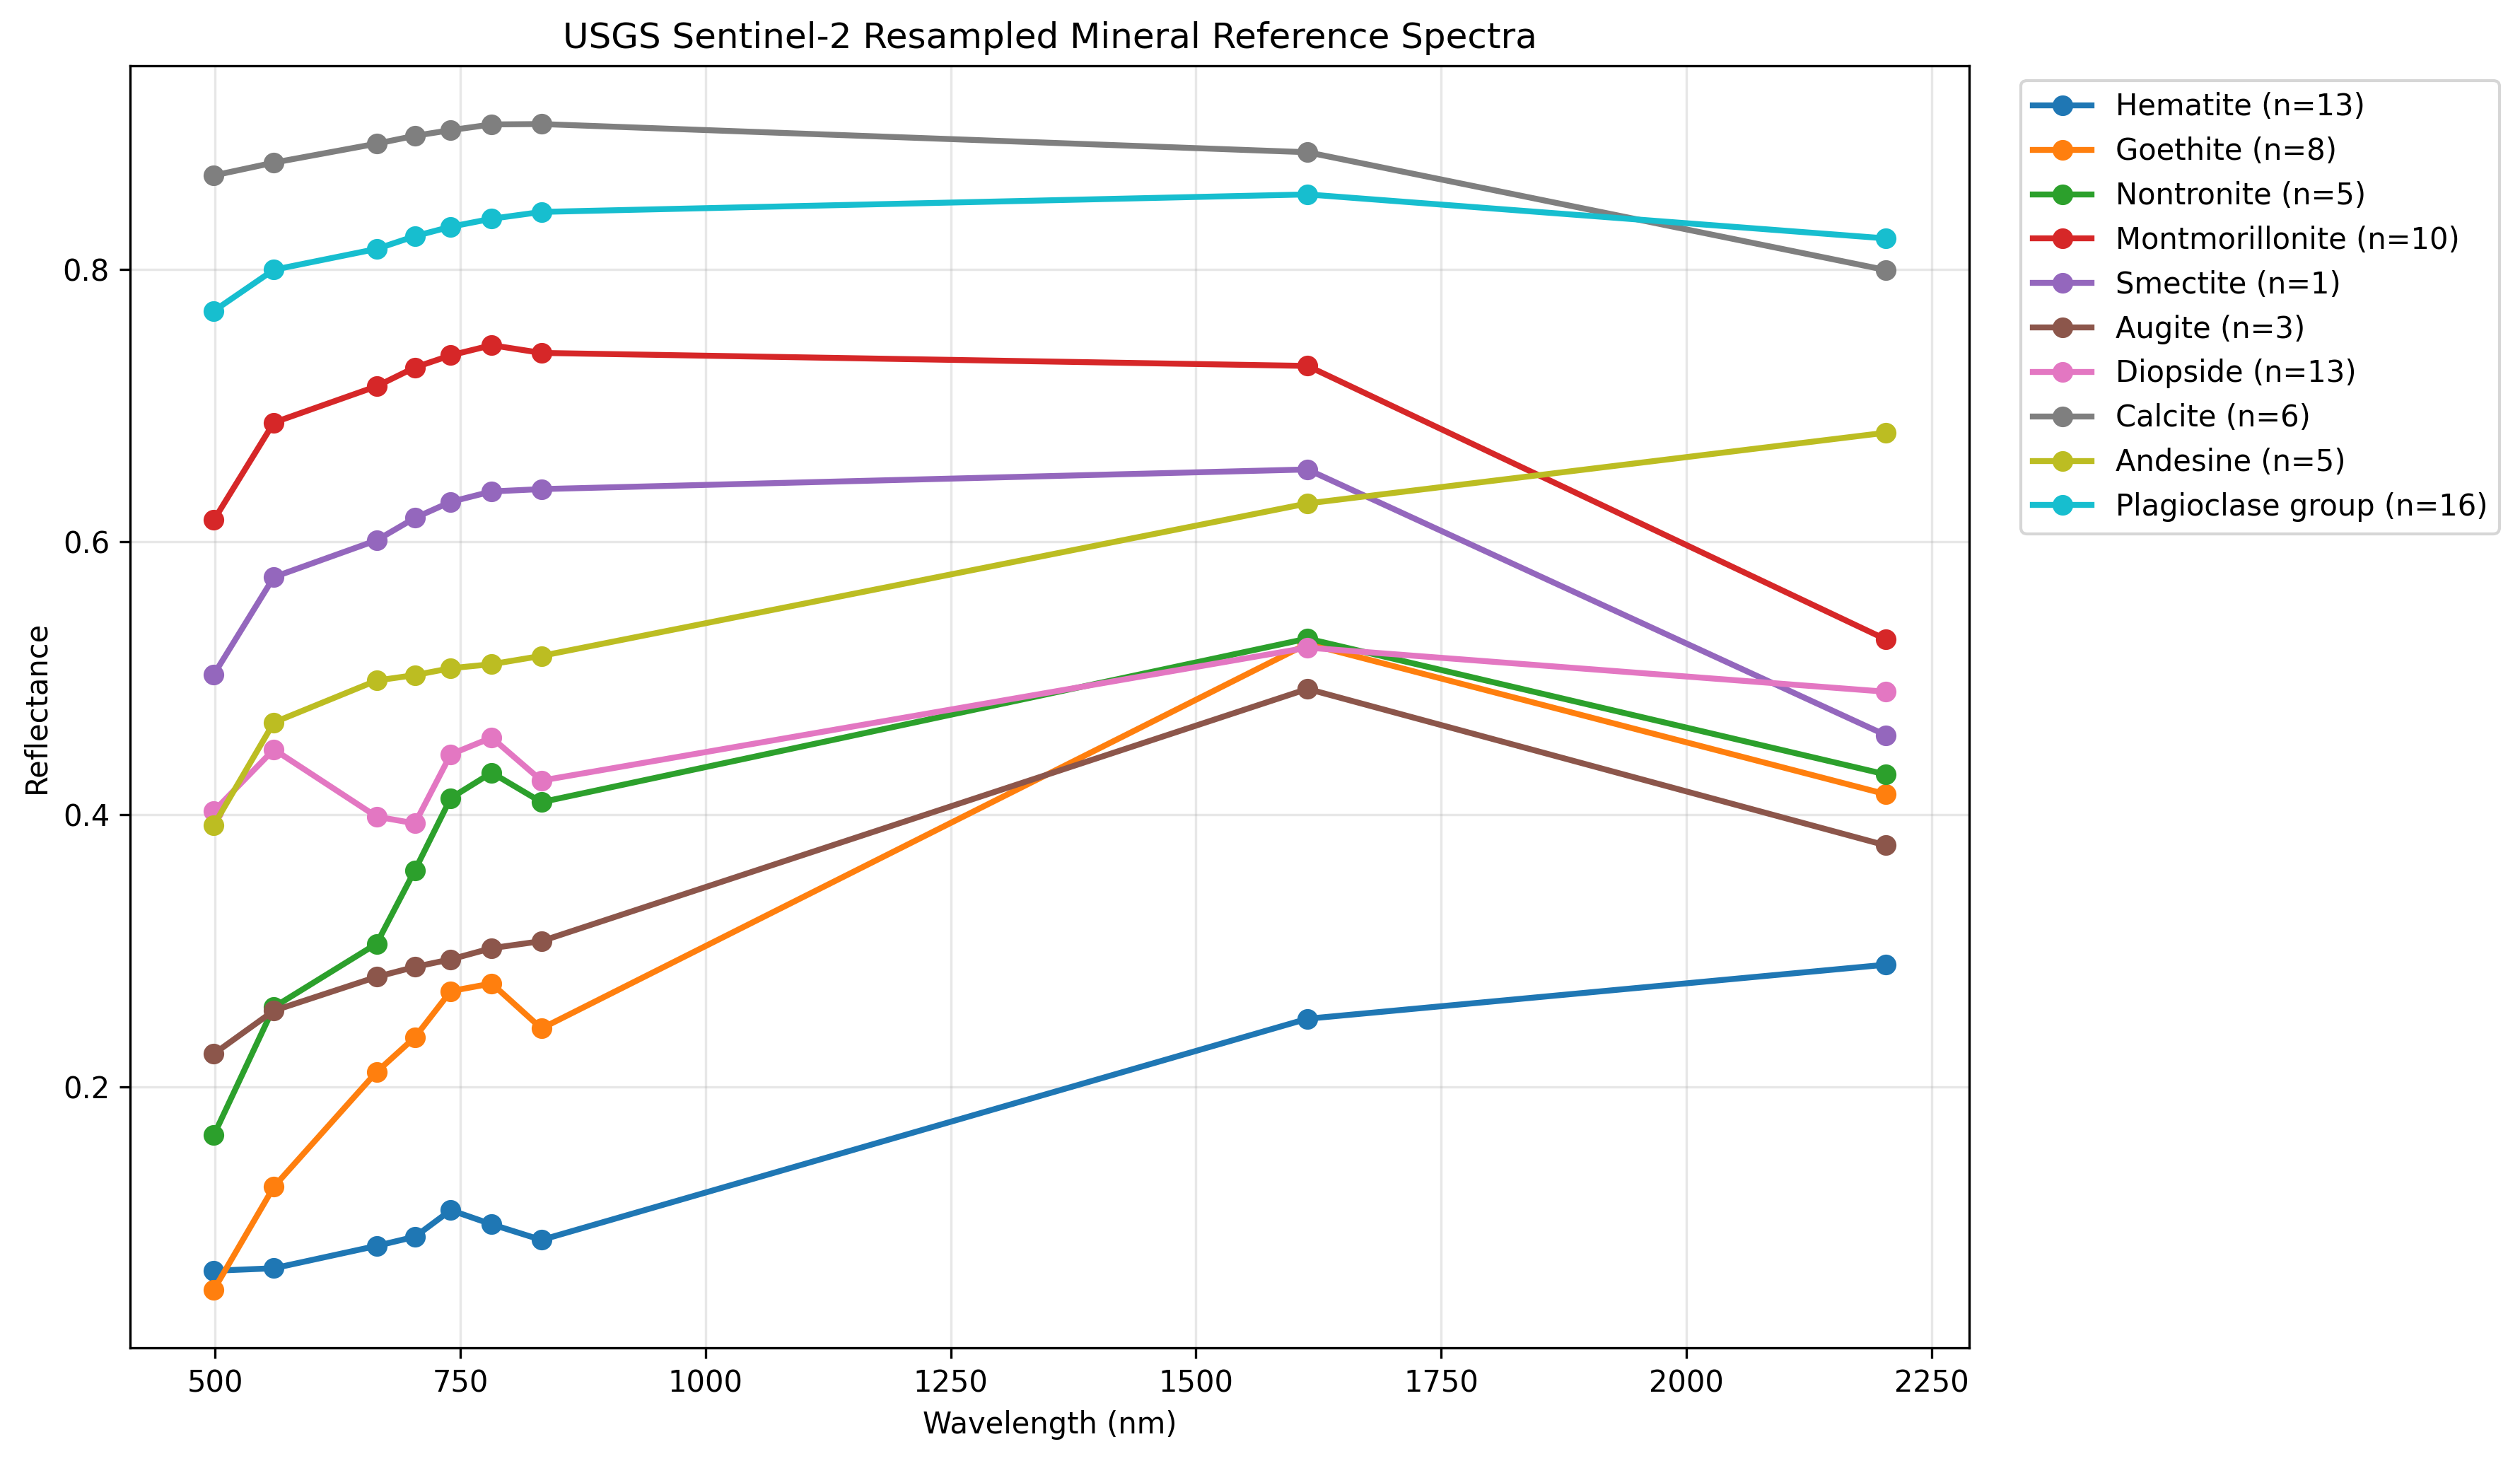 USGS Sentinel-2 Resampled Mineral Reference Spectra
Reflectance
0.8
0.6
0.4
0.2
500
750
1000
1250
1500
1750
2000
2250
Wavelength (nm)
Hematite (n=13)
Goethite (n=8)
Nontronite (n=5)
Montmorillonite (n=10)
Smectite (n=1)
Augite (n=3)
Diopside (n=13)
Calcite (n=6)
Andesine (n=5)
Plagioclase group (n=16)